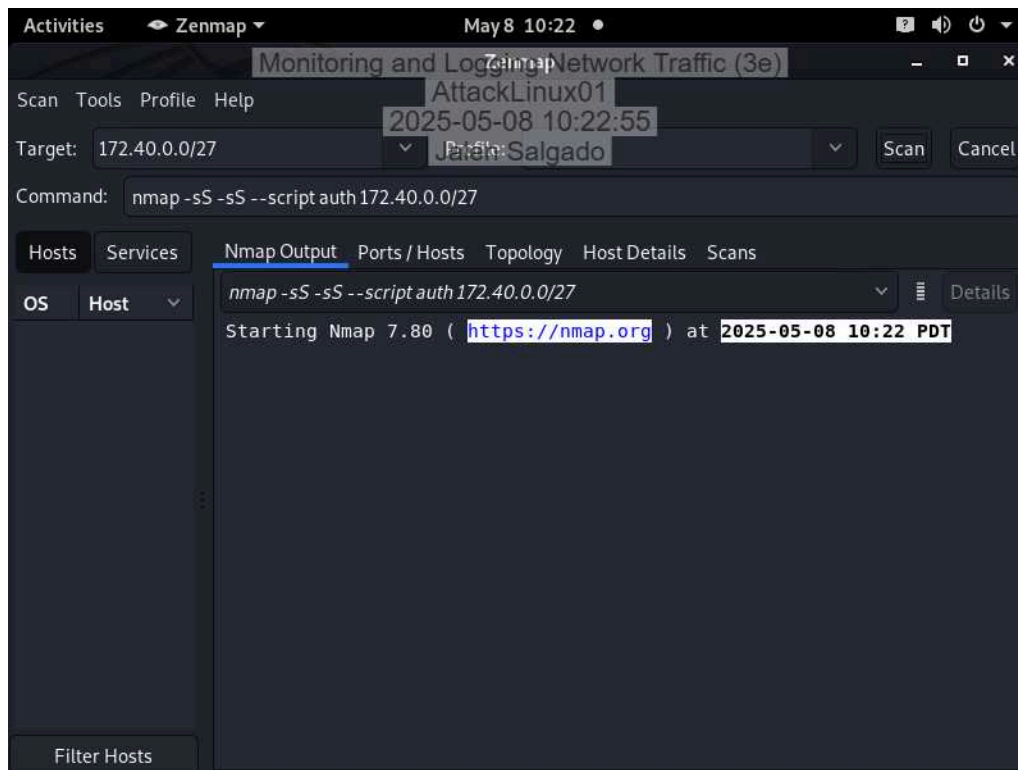 Activities Zenmap May 8 10:22
Zenmap
Monitoring and Logging Network Traffic (3e)
AttackLinux01
2025-05-08 10:22:55
Jalen Salgado
Scan Tools Profile Help
Target: 172.40.0.0/27 Profile: Scan Cancel
Command: nmap -sS -sS --script auth 172.40.0.0/27
Hosts Services Nmap Output Ports / Hosts Topology Host Details Scans
OS Host nmap -sS -sS --script auth 172.40.0.0/27 Details
Starting Nmap 7.80 ( https://nmap.org ) at 2025-05-08 10:22 PDT
Filter Hosts